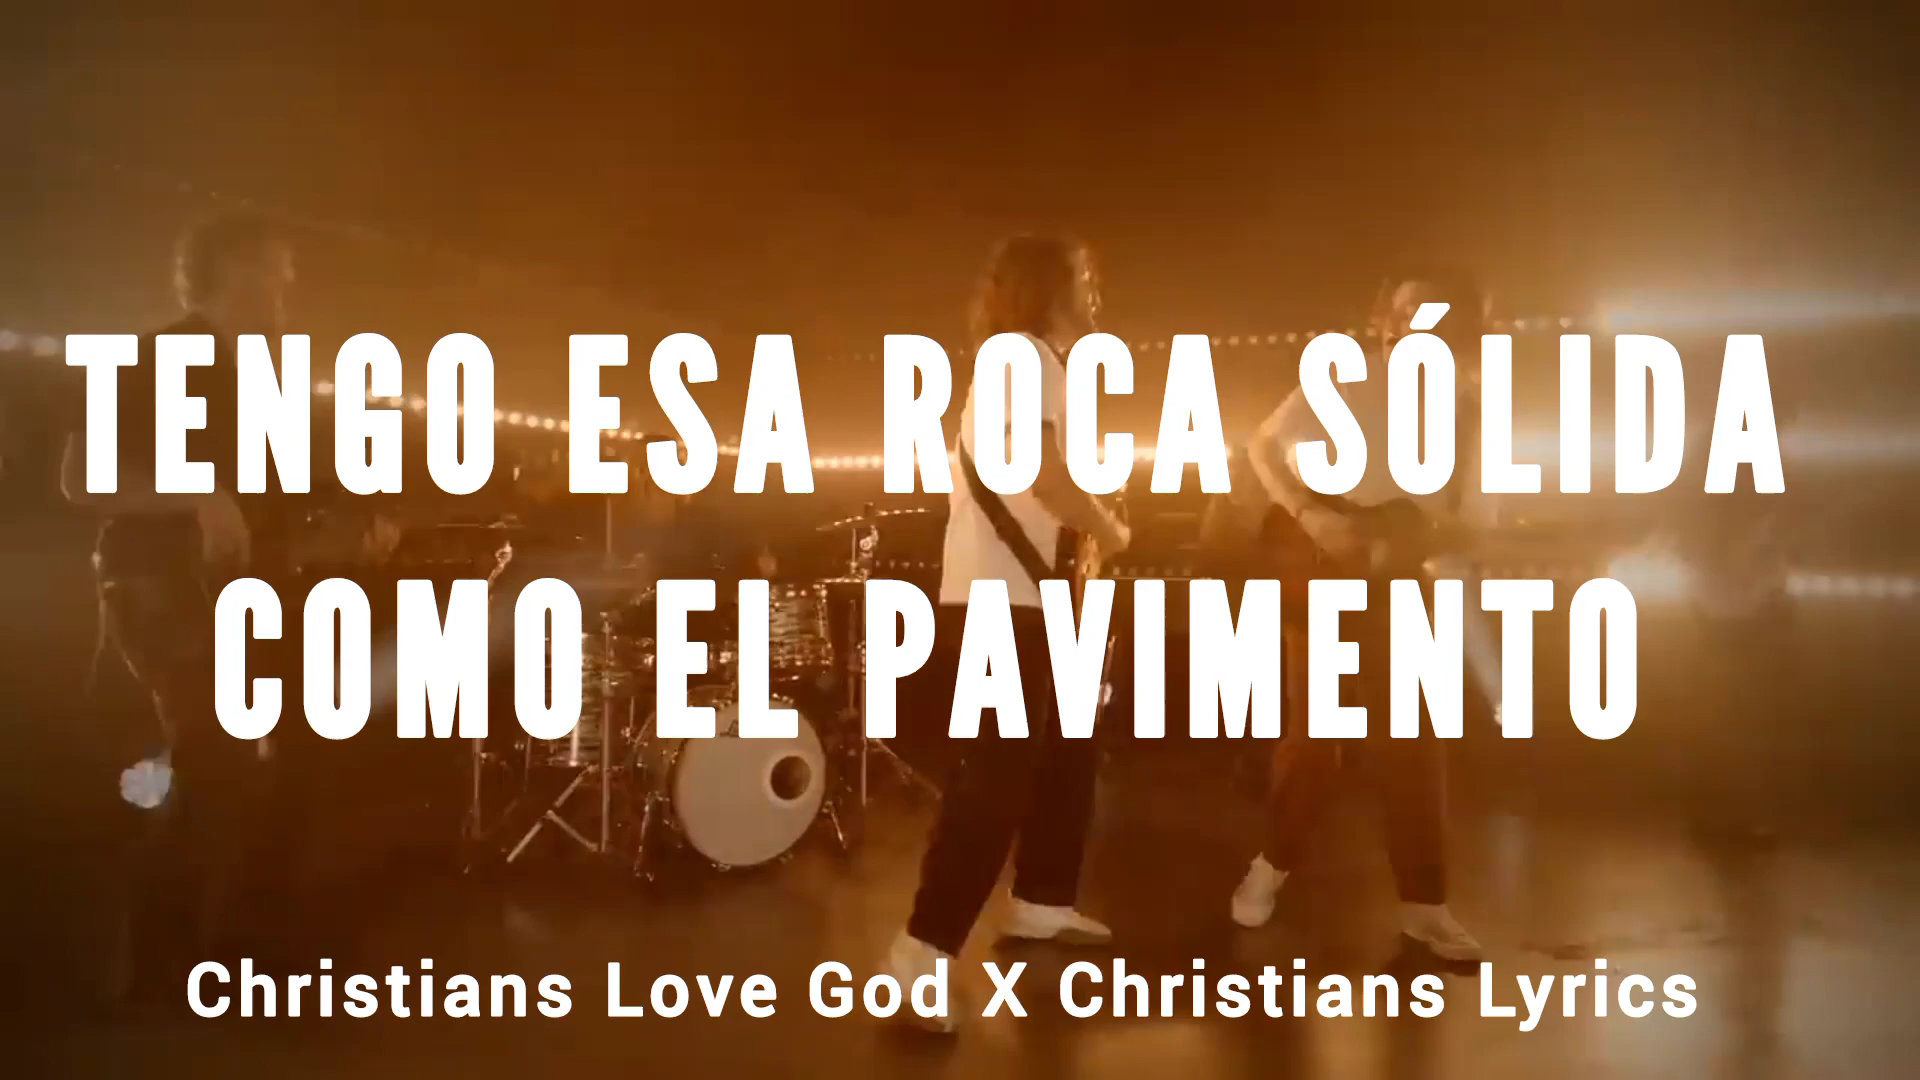 TENGO ESA ROCA SÓLIDA
COMO EL PAVIMENTO
Christians Love God X Christians Lyrics